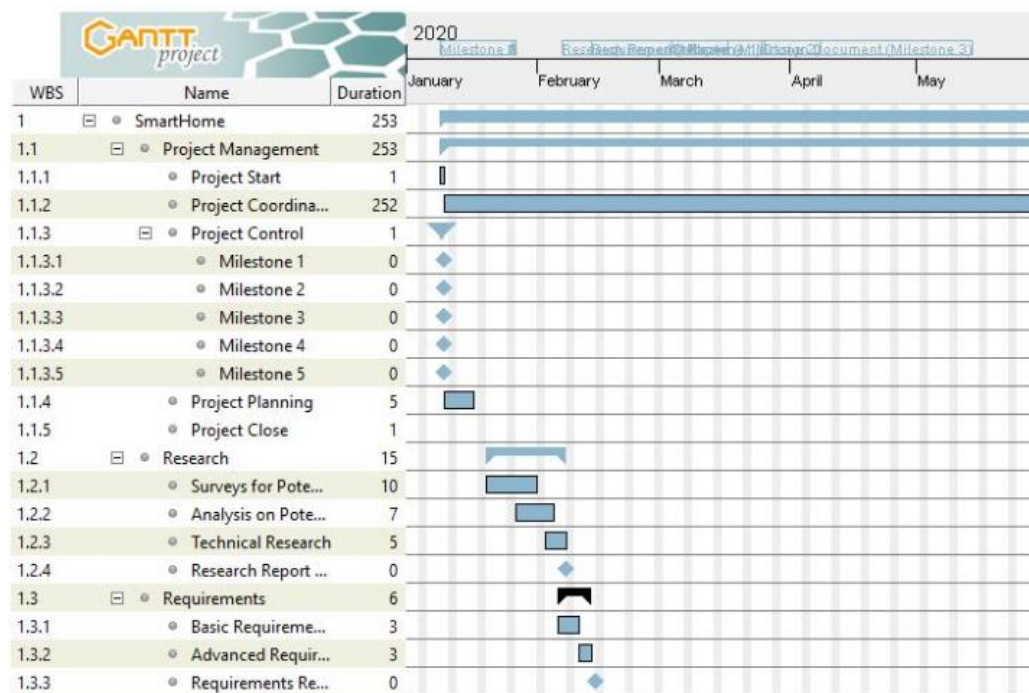 GANTT
project
2020
Milestone
Document (Milestone 3)
January February March April May
WBS Name Duration
1 SmartHome 253
1.1 Project Management 253
1.1.1 Project Start 1
1.1.2 Project Coordina... 252
1.1.3 Project Control 1
1.1.3.1 Milestone 1 0
1.1.3.2 Milestone 2 0
1.1.3.3 Milestone 3 0
1.1.3.4 Milestone 4 0
1.1.3.5 Milestone 5 0
1.1.4 Project Planning 5
1.1.5 Project Close 1
1.2 Research 15
1.2.1 Surveys for Pote... 10
1.2.2 Analysis on Pote... 7
1.2.3 Technical Research 5
1.2.4 Research Report ... 0
1.3 Requirements 6
1.3.1 Basic Requireme... 3
1.3.2 Advanced Requir... 3
1.3.3 Requirements Re... 0